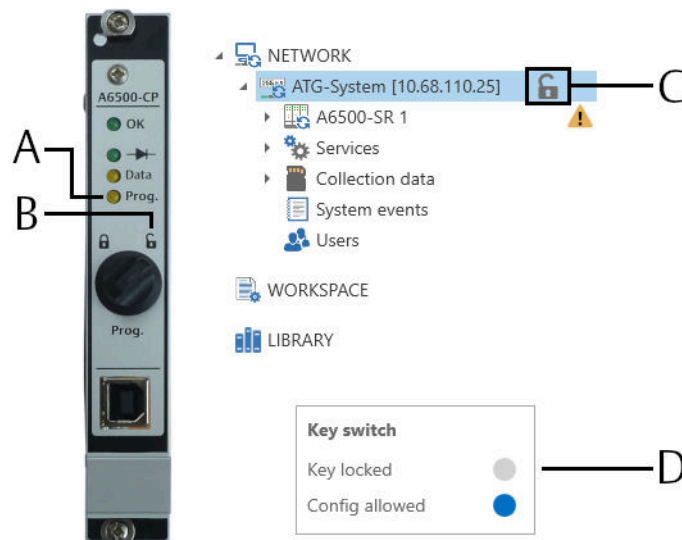 A6500-CP
OK
Data
Prog.
Prog.
A
B
NETWORK
ATG-System [10.68.110.25]
A6500-SR 1
Services
Collection data
System events
Users
WORKSPACE
LIBRARY
C
Key switch
Key locked
Config allowed
D